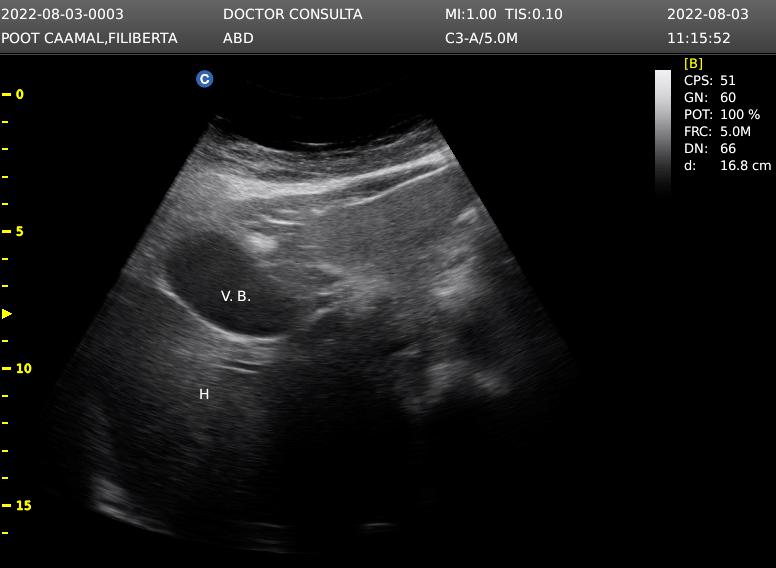 2022-08-03-0003 DOCTOR CONSULTA MI:1.00 TIS:0.10 2022-08-03
POOT CAAMAL,FILIBERTA ABD C3-A/5.0M 11:15:52
[B]
C
CPS: 51
0
GN: 60
POT: 100 %
FRC: 5.0M
DN: 66
d: 16.8 cm
5
V. B.
10
H
15